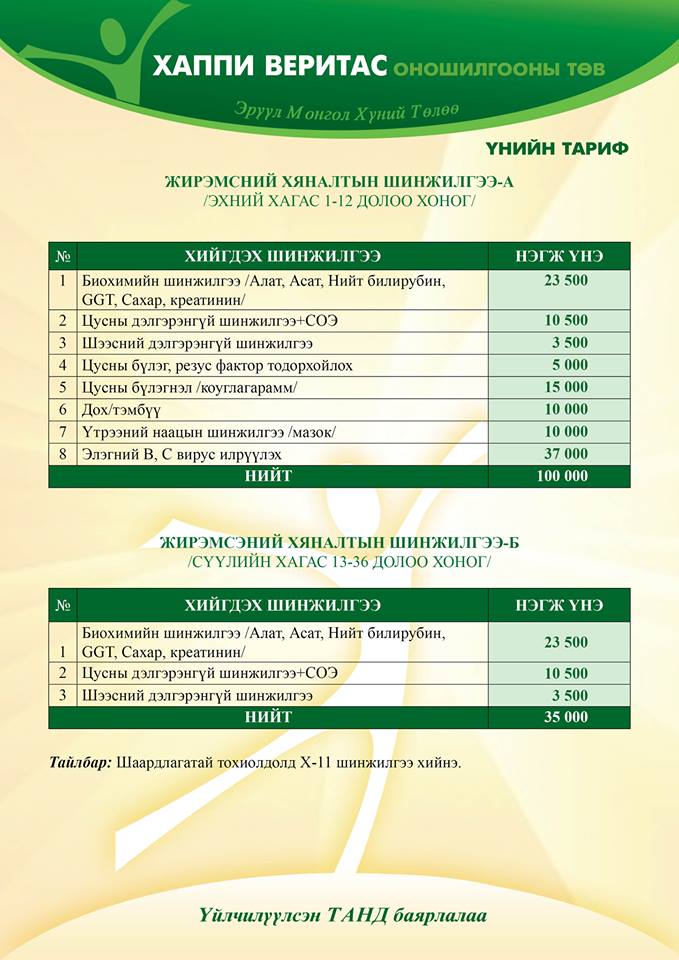 ХАППИ ВЕРИТАС ОНОШИЛГООНЫ ТӨВ
Эрүүл Монгол Хүний Төлөө
ҮНИЙН ТАРИФ
ЖИРЭМСНИЙ ХЯНАЛТЫН ШИНЖИЛГЭЭ-А
/ЭХНИЙ ХАГАС 1-12 ДОЛОО ХОНОГ/
№ ХИЙГДЭХ ШИНЖИЛГЭЭ НЭГЖ ҮНЭ
1 Биохимийн шинжилгээ /Алат, Асат, Нийт билирубин, 23 500
GGT, Сахар, креатинин/
2 Цусны дэлгэрэнгүй шинжилгээ+СОЭ 10 500
3 Шээсний дэлгэрэнгүй шинжилгээ 3 500
4 Цусны бүлэг, резус фактор тодорхойлох 5 000
5 Цусны бүлэгнэл /коуглагарамм/ 15 000
6 Дох/тэмбүү 10 000
7 Үтрээний наацын шинжилгээ /мазок/ 10 000
8 Элэгний В, С вирус илрүүлэх 37 000
НИЙТ 100 000
ЖИРЭМСЭНИЙ ХЯНАЛТЫН ШИНЖИЛГЭЭ-Б
/СҮҮЛИЙН ХАГАС 13-36 ДОЛОО ХОНОГ/
№ ХИЙГДЭХ ШИНЖИЛГЭЭ НЭГЖ ҮНЭ
Биохимийн шинжилгээ /Алат, Асат, Нийт билирубин, 23 500
1 GGT, Сахар, креатинин/
2 Цусны дэлгэрэнгүй шинжилгээ+СОЭ 10 500
3 Шээсний дэлгэрэнгүй шинжилгээ 3 500
НИЙТ 35 000
Тайлбар: Шаардлагатай тохиолдолд X-11 шинжилгээ хийнэ.
Үйлчилүүлсэн ТАНД баярлалаа